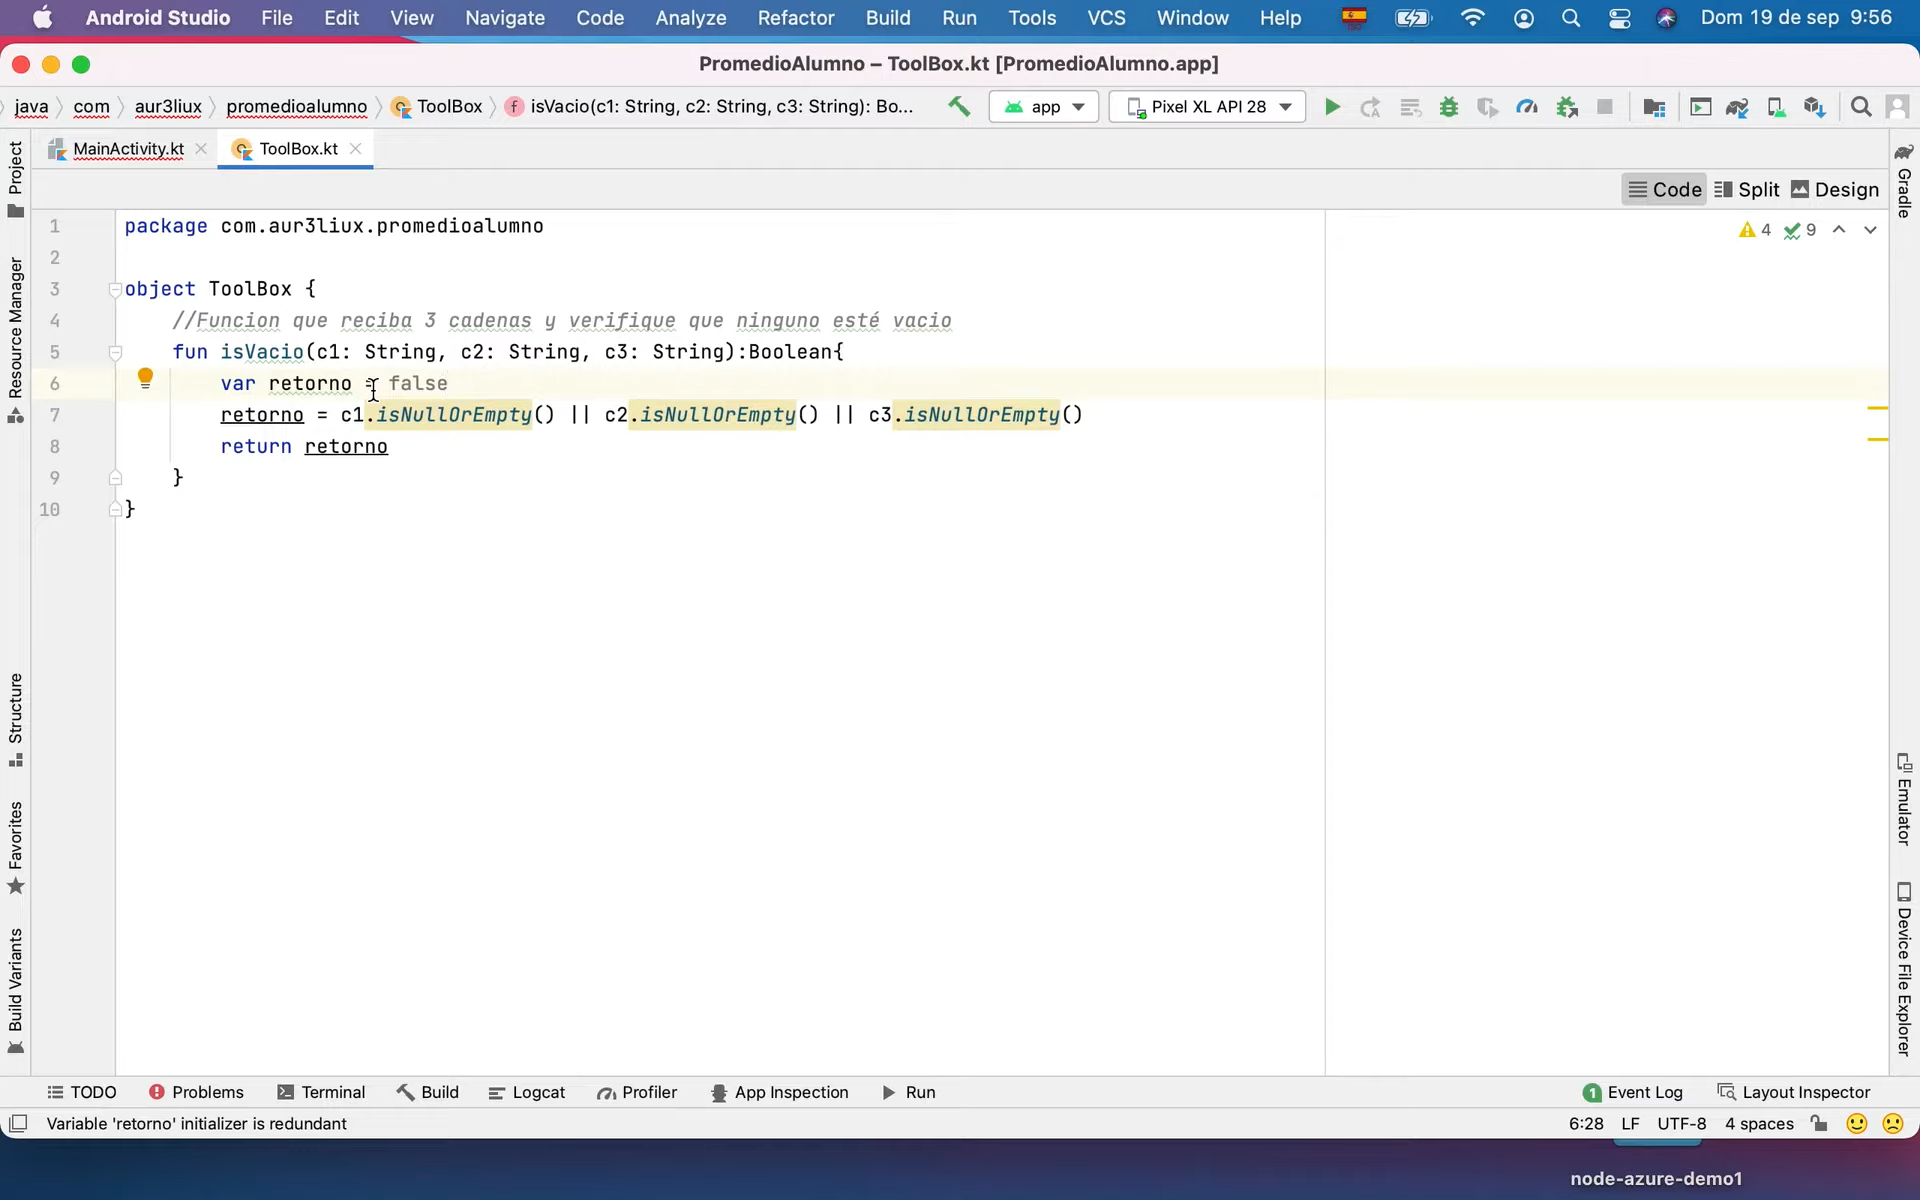 Android Studio File Edit View Navigate Code Analyze Refactor Build Run Tools VCS Window Help Dom 19 de sep 9:56
PromedioAlumno – ToolBox.kt [PromedioAlumno.app]
java com aur3liux promedioalumno ToolBox isVacio(c1: String, c2: String, c3: String): Bo... app Pixel XL API 28
MainActivity.kt ToolBox.kt
Code Split Design
4 9
1 package com.aur3liux.promedioalumno
2
3 object ToolBox {
4 //Funcion que reciba 3 cadenas y verifique que ninguno esté vacio
5 fun isVacio(c1: String, c2: String, c3: String):Boolean{
6 var retorno = false
7 retorno = c1.isNullOrEmpty() || c2.isNullOrEmpty() || c3.isNullOrEmpty()
8 return retorno
9 }
10 }
Project
Resource Manager
Structure
Favorites
Build Variants
Gradle
Emulator
Device File Explorer
TODO Problems Terminal Build Logcat Profiler App Inspection Run 1 Event Log Layout Inspector
Variable 'retorno' initializer is redundant 6:28 LF UTF-8 4 spaces
node-azure-demo1